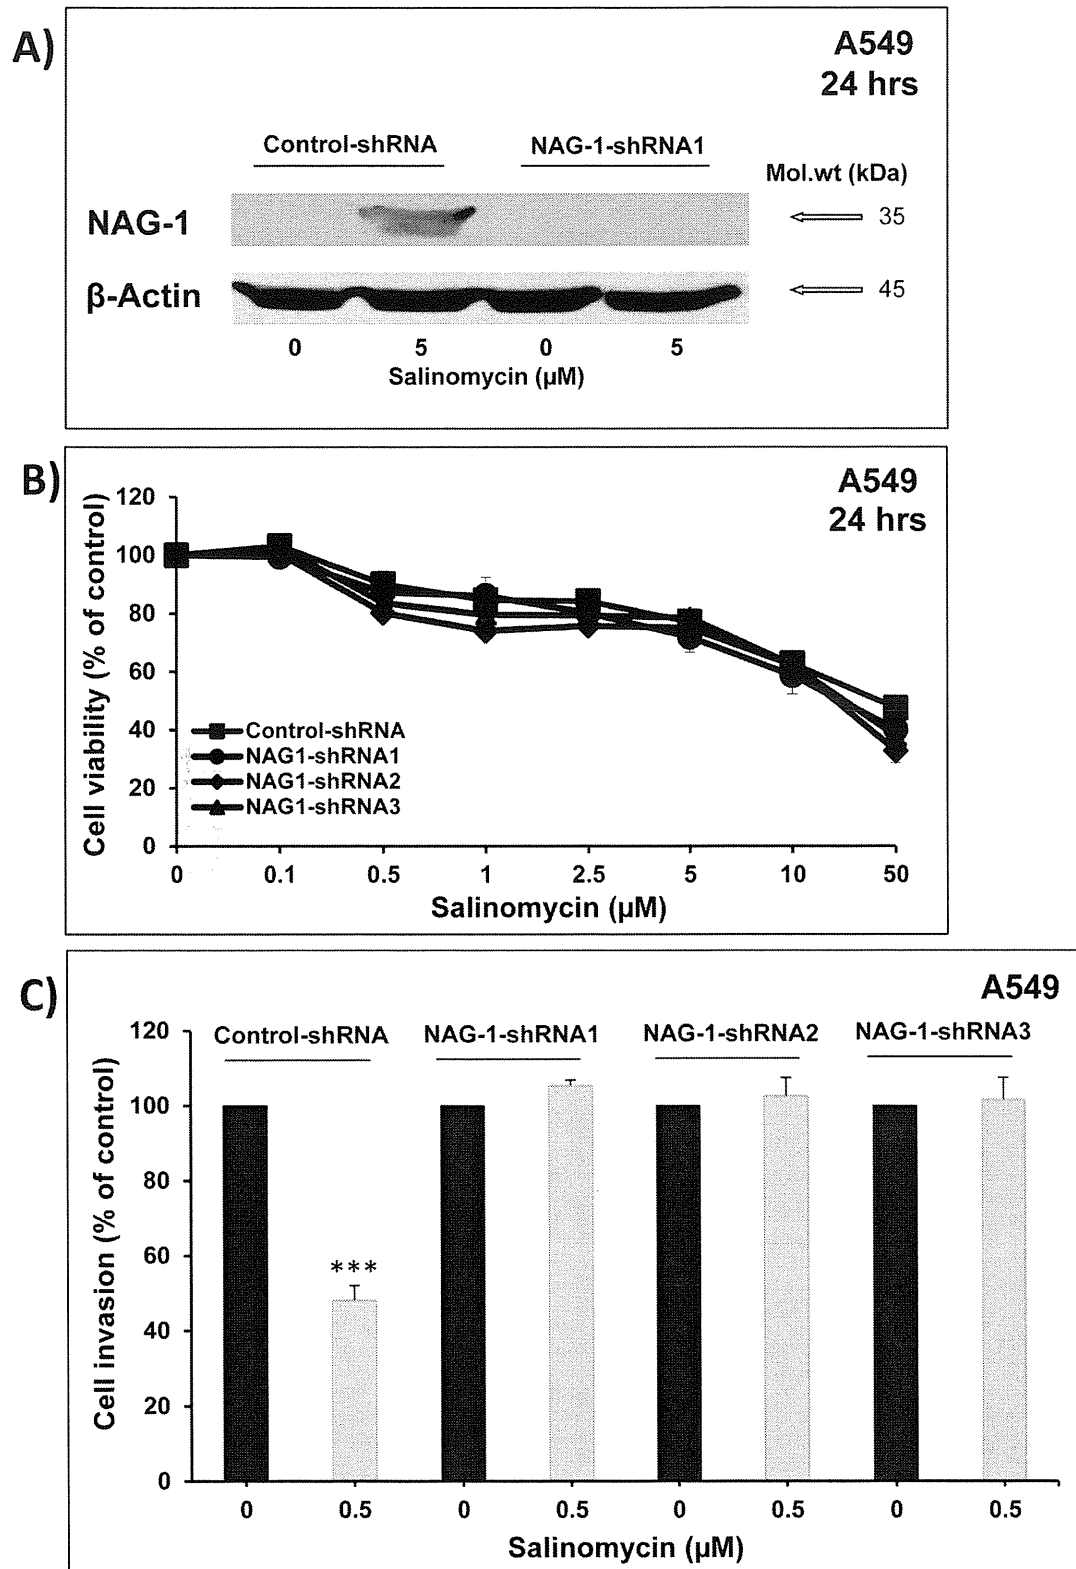 A)
A549
24 hrs
Control-shRNA NAG-1-shRNA1
Mol.wt (kDa)
NAG-1 35
β-Actin 45
0 5 0 5
Salinomycin (µM)
B)
A549
24 hrs
Cell viability (% of control)
120
100
80
60
40
20
0
Control-shRNA
NAG1-shRNA1
NAG1-shRNA2
NAG1-shRNA3
0 0.1 0.5 1 2.5 5 10 50
Salinomycin (µM)
C)
A549
Control-shRNA NAG-1-shRNA1 NAG-1-shRNA2 NAG-1-shRNA3
Cell invasion (% of control)
120
100
80
60
40
20
0
***
0 0.5 0 0.5 0 0.5 0 0.5
Salinomycin (µM)